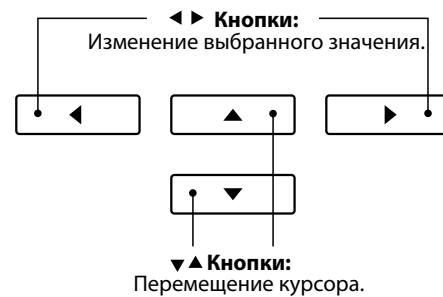 ◀ ▶ Кнопки:
Изменение выбранного значения.
◀
▲
▶
▼
▼▲Кнопки:
Перемещение курсора.